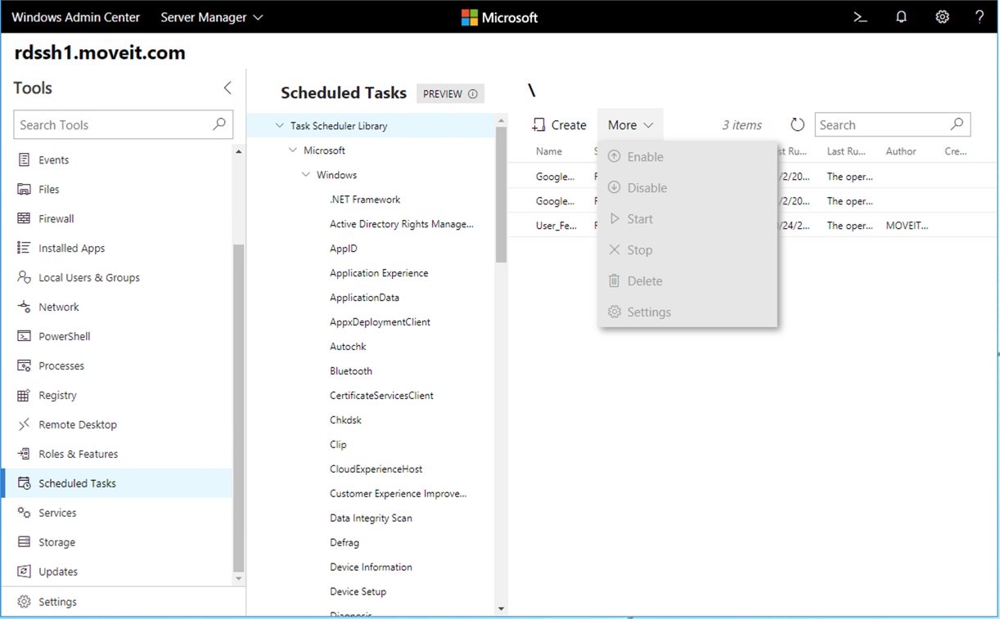 Windows Admin Center Server Manager Microsoft ?
rdssh1.moveit.com
Tools
Search Tools
Events
Files
Firewall
Installed Apps
Local Users & Groups
Network
PowerShell
Processes
Registry
Remote Desktop
Roles & Features
Scheduled Tasks
Services
Storage
Updates
Settings
Scheduled Tasks PREVIEW
Task Scheduler Library
Microsoft
Windows
.NET Framework
Active Directory Rights Manage...
AppID
Application Experience
ApplicationData
AppxDeploymentClient
Autochk
Bluetooth
CertificateServicesClient
Chkdsk
Clip
CloudExperienceHost
Customer Experience Improve...
Data Integrity Scan
Defrag
Device Information
Device Setup
Diagnosis
\
Create More 3 items Search
Name S st Ru... Last Ru... Author Cre...
Google... /2/20... The oper...
Google... /2/20... The oper...
User_Fe... /24/2... The oper... MOVEIT...
Enable
Disable
Start
Stop
Delete
Settings